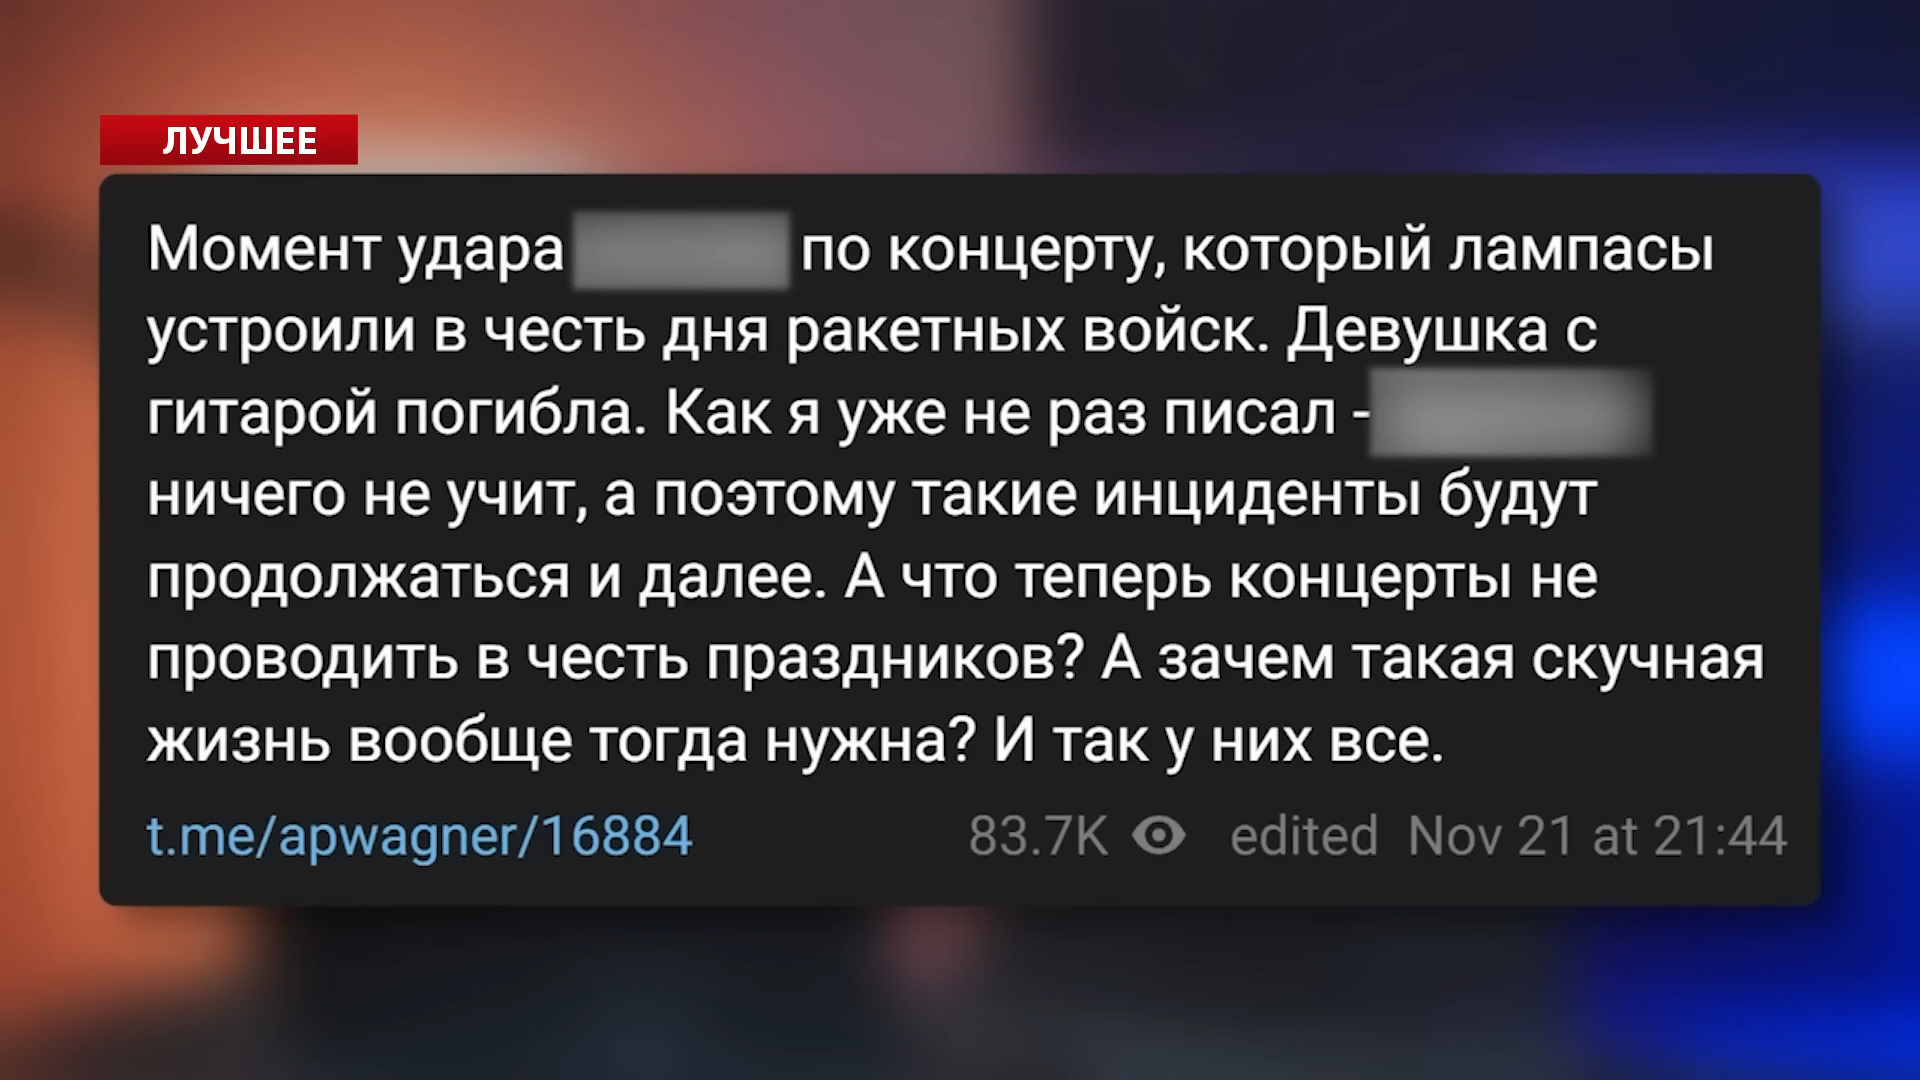 ЛУЧШЕЕ
Момент удара по концерту, который лампасы
устроили в честь дня ракетных войск. Девушка с
гитарой погибла. Как я уже не раз писал -
ничего не учит, а поэтому такие инциденты будут
продолжаться и далее. А что теперь концерты не
проводить в честь праздников? А зачем такая скучная
жизнь вообще тогда нужна? И так у них все.
t.me/apwagner/16884 83.7K edited Nov 21 at 21:44